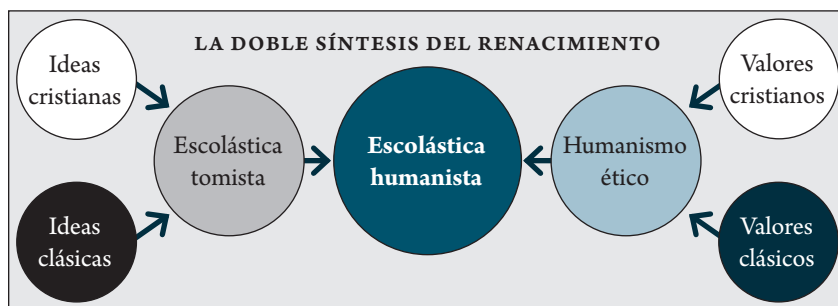 LA DOBLE SÍNTESIS DEL RENACIMIENTO
Ideas
cristianas
Ideas
clásicas
Escolástica
tomista
Escolástica
humanista
Humanismo
ético
Valores
cristianos
Valores
clásicos